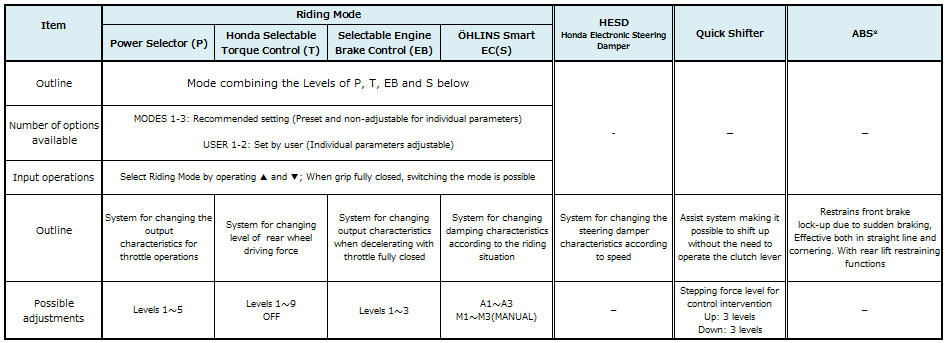 Item
Riding Mode
HESD
Honda Electronic Steering
Damper
Quick Shifter
ABS*
Power Selector (P)
Honda Selectable
Torque Control (T)
Selectable Engine
Brake Control (EB)
ÖHLINS Smart
EC(S)
Outline
Mode combining the Levels of P, T, EB and S below
Number of options
available
MODES 1-3: Recommended setting (Preset and non-adjustable for individual parameters)
USER 1-2: Set by user (Individual parameters adjustable)
-
–
–
Input operations
Select Riding Mode by operating ▲ and ▼; When grip fully closed, switching the mode is possible
Outline
System for changing the
output
characteristics for
throttle operations
System for changing
level of rear wheel
driving force
System for changing
output characteristics
when decelerating with
throttle fully closed
System for changing
damping characteristics
according to the riding
situation
System for changing the
steering damper
characteristics according
to speed
Assist system making it
possible to shift up
without the need to
operate the clutch lever
Restrains front brake
lock-up due to sudden braking,
Effective both in straight line and
cornering. With rear lift restraining
functions
Possible
adjustments
Levels 1～5
Levels 1～9
OFF
Levels 1～3
A1～A3
M1～M3(MANUAL)
–
Stepping force level for
control intervention
Up: 3 levels
Down: 3 levels
–